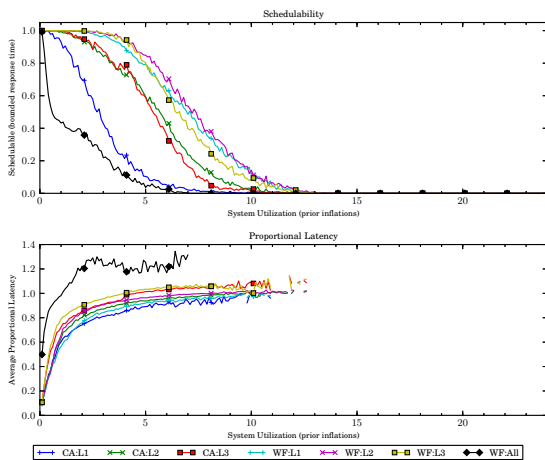 Schedulability
1.0
0.8
0.6
0.4
0.2
0.0
Schedulable (bounded response time)
0 5 10 15 20
System Utilization (prior inflations)
Proportional Latency
1.4
1.2
1.0
0.8
0.6
0.4
0.2
0.0
Average Proportional Latency
0 5 10 15 20
System Utilization (prior inflations)
CA:L1 CA:L2 CA:L3 WF:L1 WF:L2 WF:L3 WF:All